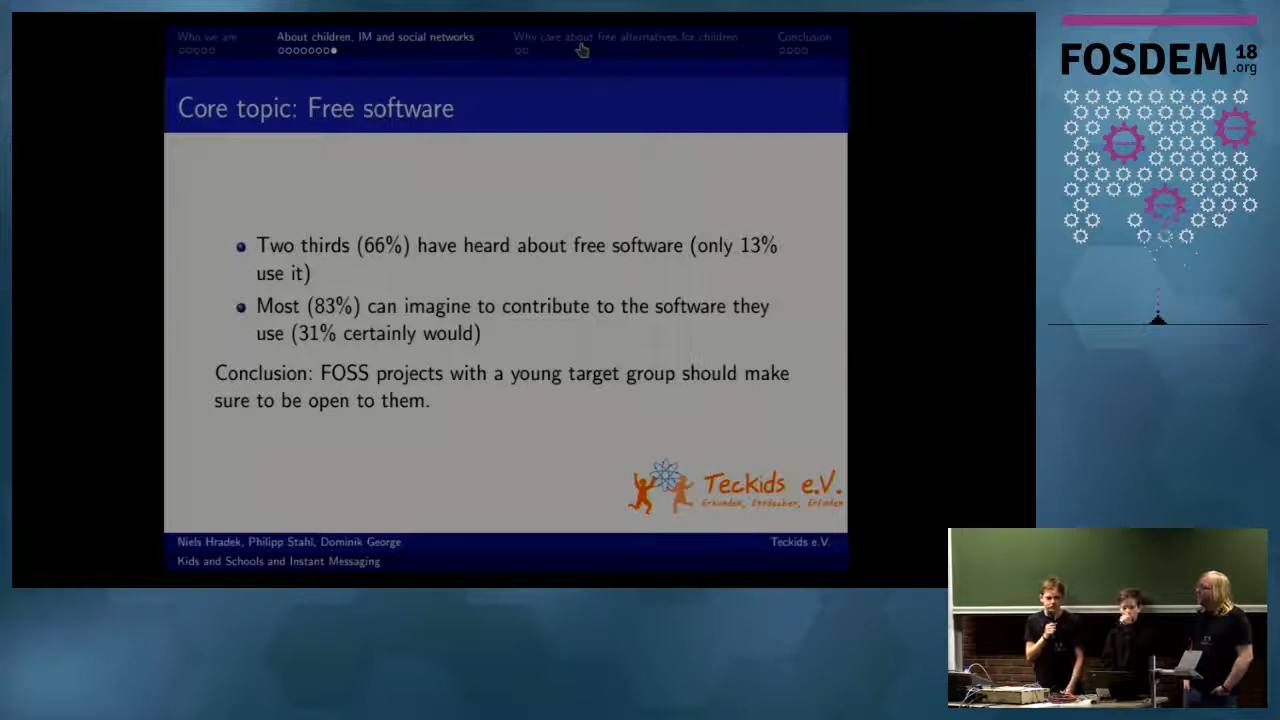 Who we are
About children, IM and social networks
Why care about free alternatives for children
Conclusion
FOSDEM 18
.org
Core topic: Free software
Two thirds (66%) have heard about free software (only 13%
use it)
Most (83%) can imagine to contribute to the software they
use (31% certainly would)
Conclusion: FOSS projects with a young target group should make
sure to be open to them.
Teckids e.V.
Erkunden, Entdecken, Erfinden
Niels Hradek, Philipp Stahl, Dominik George
Teckids e.V.
Kids and Schools and Instant Messaging